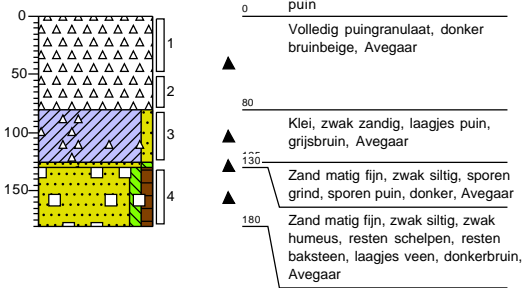 puin
0
Volledig puingranulaat, donker
bruinbeige, Avegaar
80
Klei, zwak zandig, laagjes puin,
grijsbruin, Avegaar
125
130
Zand matig fijn, zwak siltig, sporen
grind, sporen puin, donker, Avegaar
180
Zand matig fijn, zwak siltig, zwak
humeus, resten schelpen, resten
baksteen, laagjes veen, donkerbruin,
Avegaar
0
50
100
150
1
2
3
4